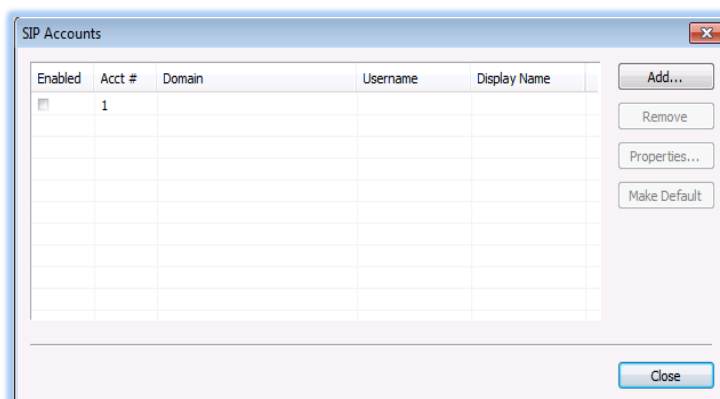 SIP Accounts
Enabled Acct # Domain Username Display Name
1
Add...
Remove
Properties...
Make Default
Close